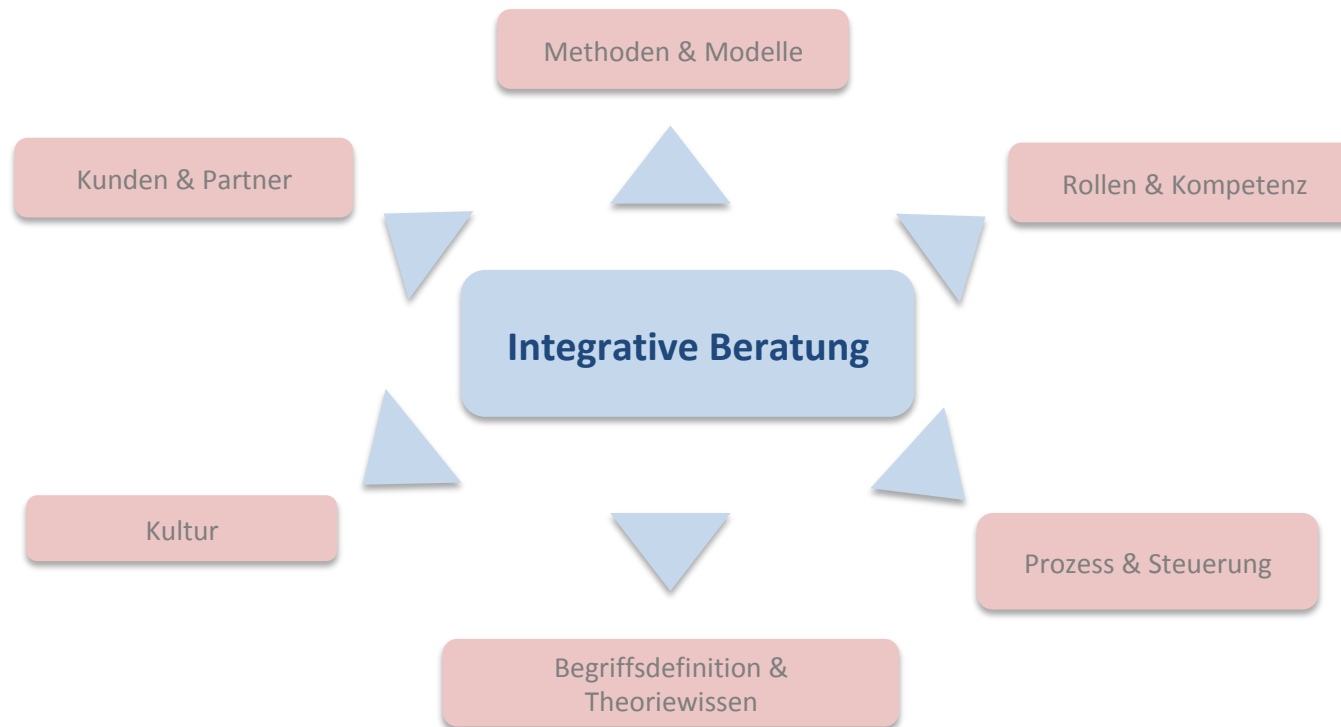 Methoden & Modelle
Kunden & Partner
Rollen & Kompetenz
Integrative Beratung
Kultur
Prozess & Steuerung
Begriffsdefinition &
Theoriewissen